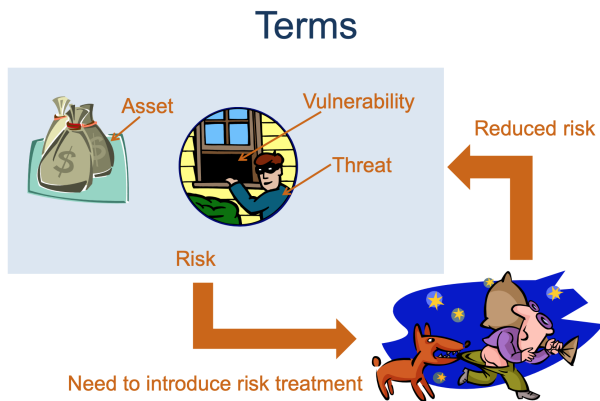 Terms
Asset
Vulnerability
Reduced risk
Threat
$
$
Risk
Need to introduce risk treatment